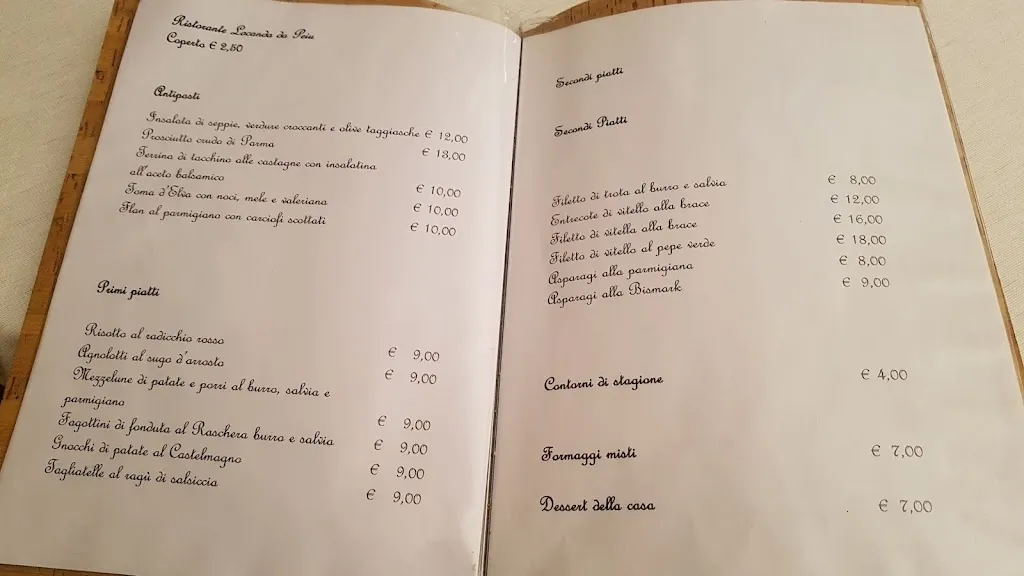 Ristorante Locanda da Peiu
Coperto € 2,50
Antipasti
Insalata di seppie, verdure croccanti e olive taggiasche € 12,00
Prosciutto crudo di Parma € 13,00
Terrina di tacchino alle castagne con insalatina
all'aceto balsamico € 10,00
Toma d'Elva con noci, mele e valeriana € 10,00
Flan al parmigiano con carciofi scottati € 10,00
Primi piatti
Risotto al radicchio rosso € 9,00
Agnolotti al sugo d'arrosto € 9,00
Mezzelune di patate e porri al burro, salvia e
parmigiano € 9,00
Fagottini di fonduta al Raschera burro e salvia € 9,00
Gnocchi di patate al Castelmagno € 9,00
Tagliatelle al ragù di salsiccia € 9,00
Secondi piatti
Secondi Piatti
Filetto di trota al burro e salvia € 8,00
Entrecote di vitello alla brace € 12,00
Filetto di vitello alla brace € 16,00
Filetto di vitello al pepe verde € 18,00
Asparagi alla parmigiana € 8,00
Asparagi alla Bismark € 9,00
Contorni di stagione € 4,00
Formaggi misti € 7,00
Dessert della casa € 7,00